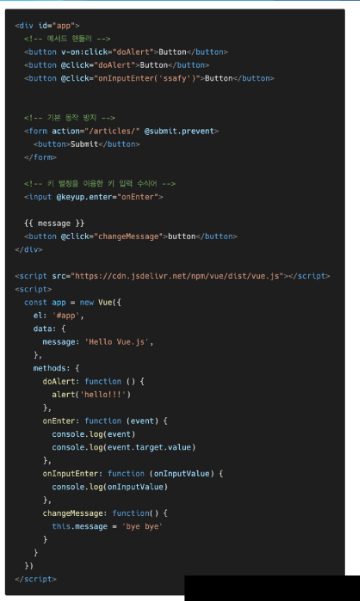 <div id="app">
<!-- 메서드 핸들러 -->
<button v-on:click="doAlert">Button</button>
<button @click="doAlert">Button</button>
<button @click="onInputEnter('ssafy')">Button</button>
<!-- 기본 동작 방지 -->
<form action="/articles/" @submit.prevent>
<button>Submit</button>
</form>
<!-- 키 별칭을 이용한 키 입력 수식어 -->
<input @keyup.enter="onEnter">
{{ message }}
<button @click="changeMessage">button</button>
</div>
<script src="https://cdn.jsdelivr.net/npm/vue/dist/vue.js"></script>
<script>
const app = new Vue({
el: '#app',
data: {
message: 'Hello Vue.js',
},
methods: {
doAlert: function () {
alert('hello!!!')
},
onEnter: function (event) {
console.log(event)
console.log(event.target.value)
},
onInputEnter: function (onInputValue) {
console.log(onInputValue)
},
changeMessage: function() {
this.message = 'bye bye'
}
}
})
</script>